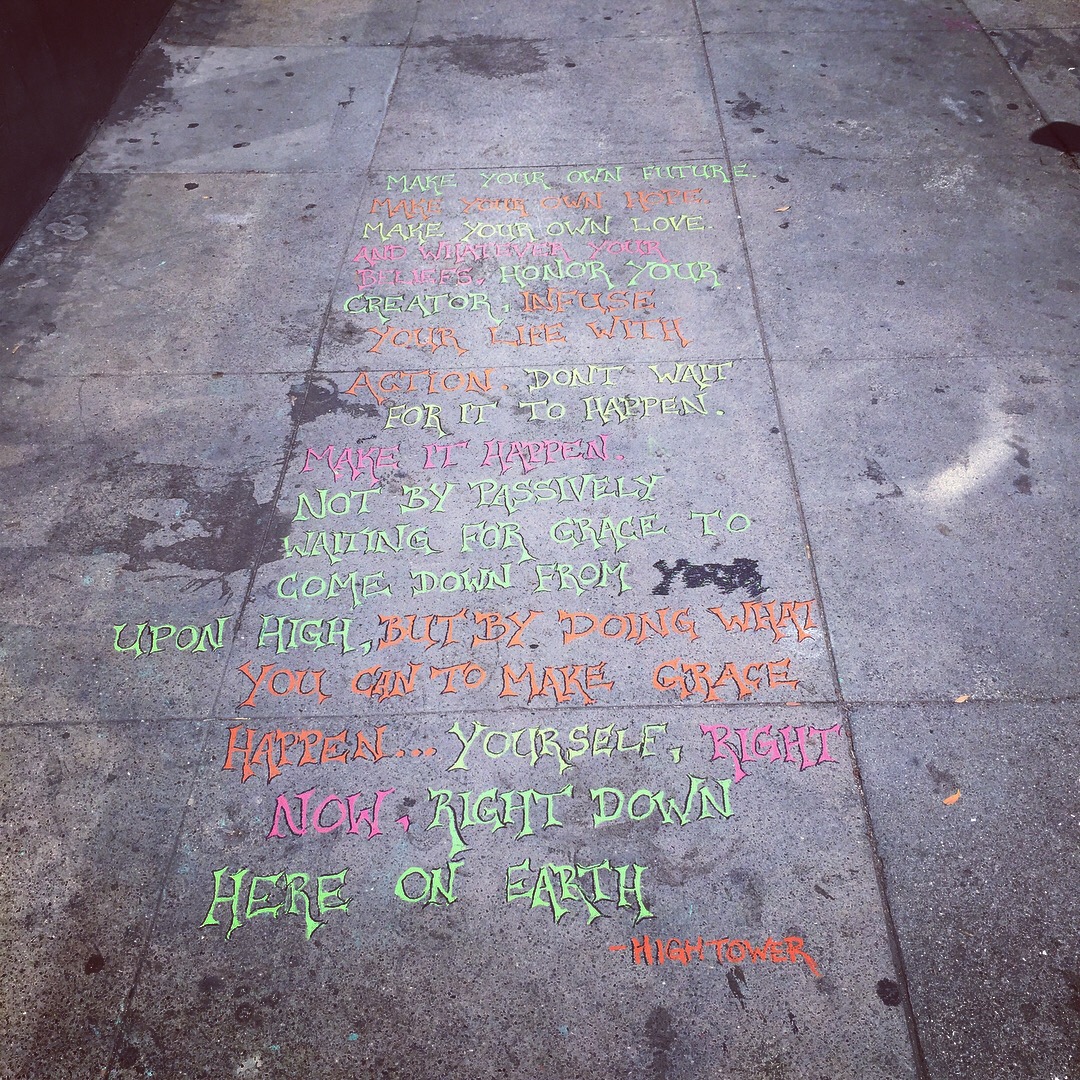 MAKE YOUR OWN FUTURE.
MAKE YOUR OWN HOPE.
MAKE YOUR OWN LOVE.
AND WHATEVER YOUR
BELIEFS, HONOR YOUR
CREATOR, INFUSE
YOUR LIFE WITH
ACTION. DON'T WAIT
FOR IT TO HAPPEN.
MAKE IT HAPPEN.
NOT BY PASSIVELY
WAITING FOR GRACE TO
COME DOWN FROM
UPON HIGH, BUT BY DOING WHAT
YOU CAN TO MAKE GRACE
HAPPEN... YOURSELF, RIGHT
NOW, RIGHT DOWN
HERE ON EARTH
-HIGHTOWER